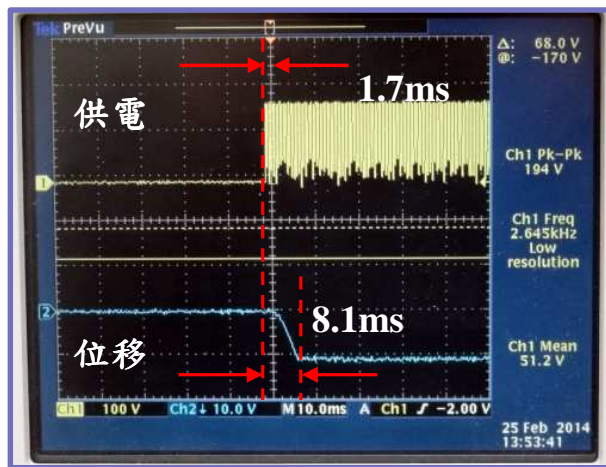 Tek PreVu
Δ: 68.0 V
@: -170 V
1.7ms
供電
Ch1 Pk-Pk
194 V
1
Ch1 Freq
2.645kHz
Low
resolution
2
8.1ms
位移
Ch1 Mean
51.2 V
Ch1 100 V Ch2↓ 10.0 V M 10.0ms A Ch1 ƒ -2.00 V
25 Feb 2014
13:53:41